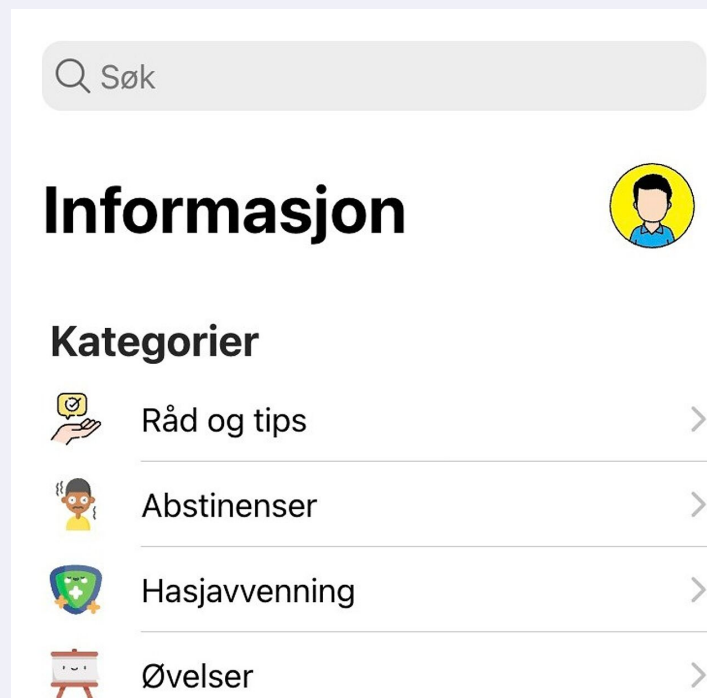 Søk
Informasjon
Kategorier
Råd og tips
Abstinenser
Hasjavvenning
Øvelser